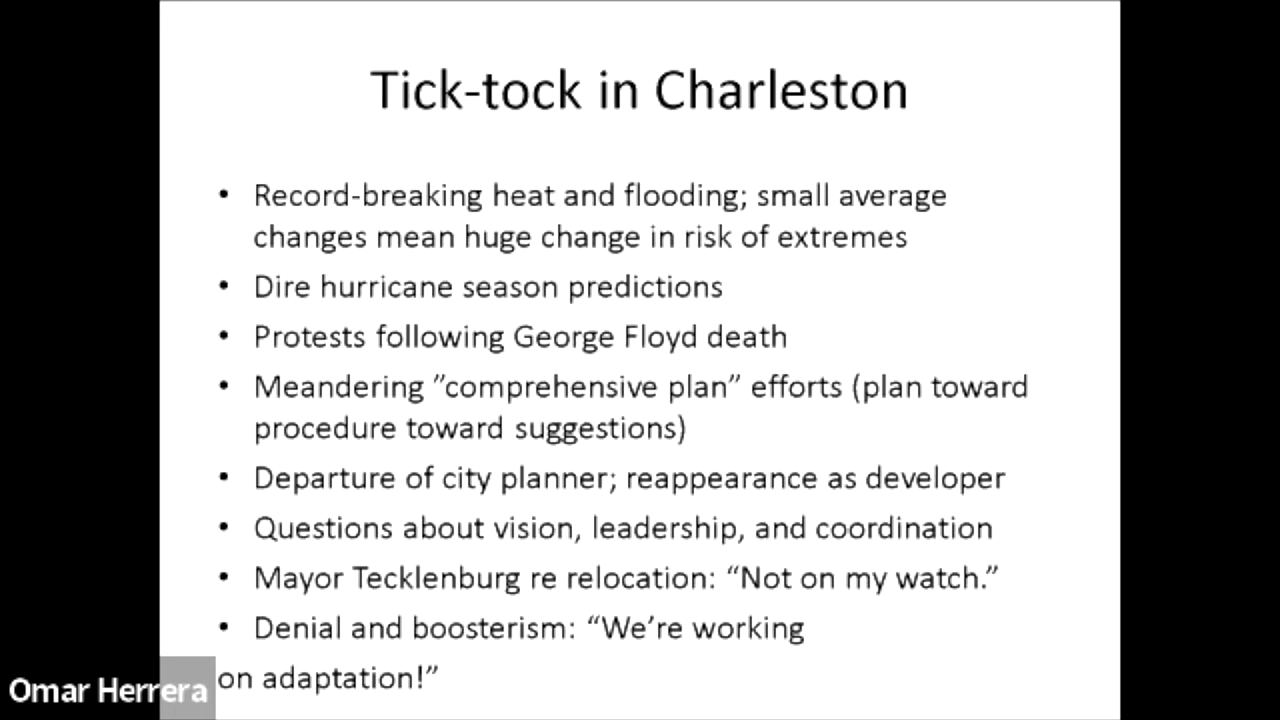 Tick-tock in Charleston
• Record-breaking heat and flooding; small average
changes mean huge change in risk of extremes
• Dire hurricane season predictions
• Protests following George Floyd death
• Meandering ”comprehensive plan” efforts (plan toward
procedure toward suggestions)
• Departure of city planner; reappearance as developer
• Questions about vision, leadership, and coordination
• Mayor Tecklenburg re relocation: “Not on my watch.”
• Denial and boosterism: “We’re working
on adaptation!”
Omar Herrera